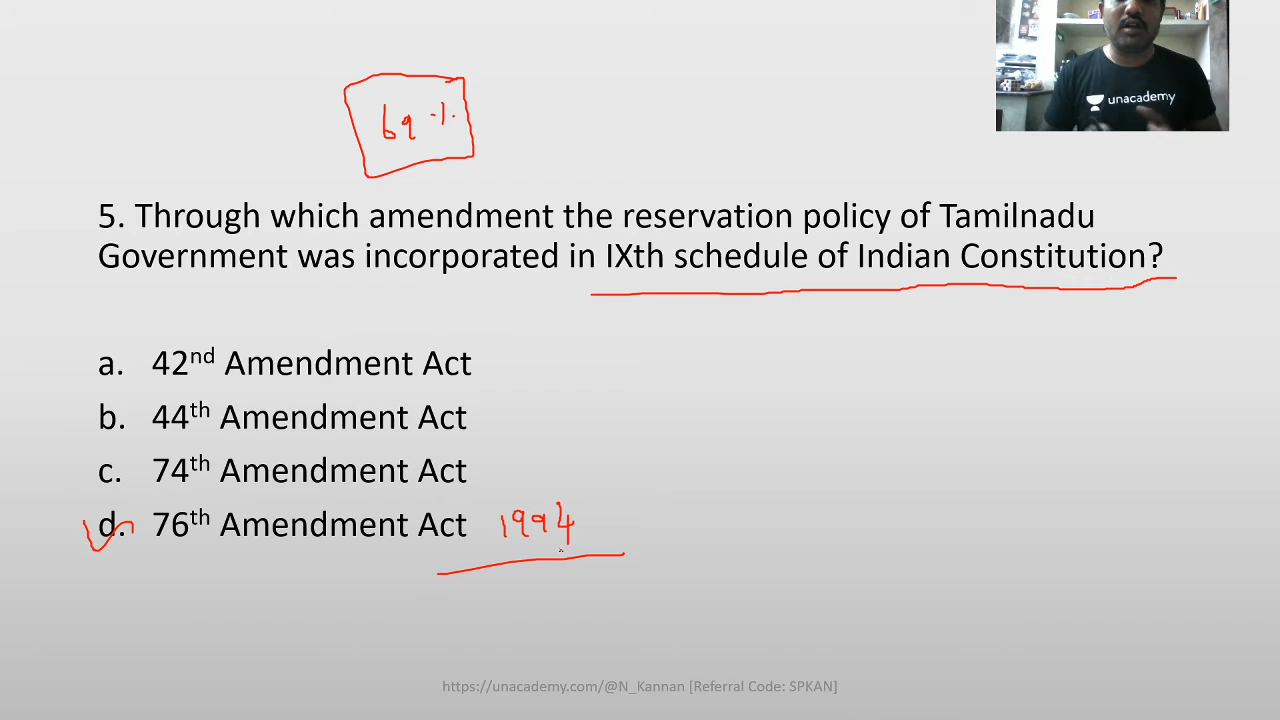 unacademy
69%
5. Through which amendment the reservation policy of Tamilnadu
Government was incorporated in IXth schedule of Indian Constitution?
a. 42nd Amendment Act
b. 44th Amendment Act
c. 74th Amendment Act
d. 76th Amendment Act 1994
https://unacademy.com/@N_Kannan [Referral Code: SPKAN]